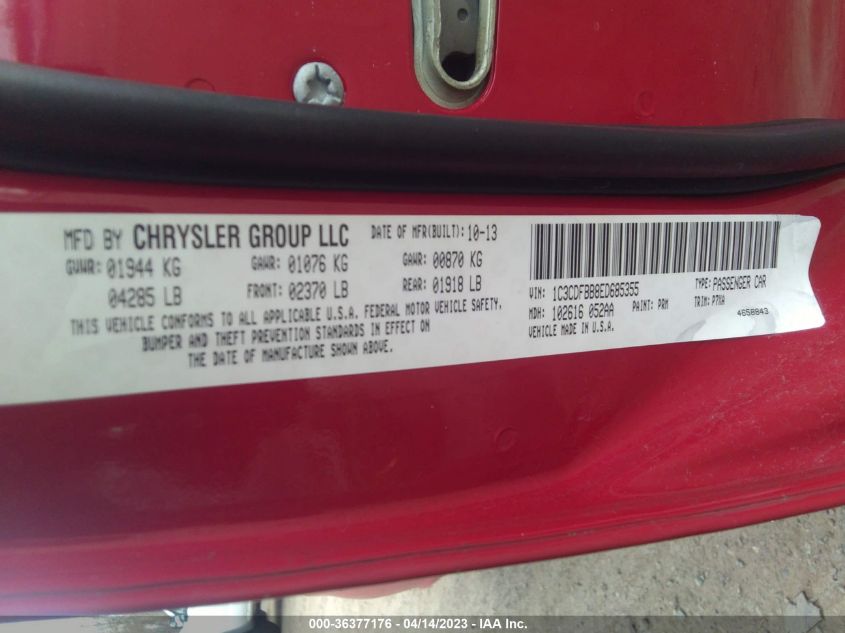 MFD BY CHRYSLER GROUP LLC DATE OF MFR(BUILT): 10-13
GVWR: 01944 KG GAWR: 01076 KG GAWR: 00870 KG
04285 LB FRONT: 02370 LB REAR: 01918 LB
THIS VEHICLE CONFORMS TO ALL APPLICABLE U.S.A. FEDERAL MOTOR VEHICLE SAFETY,
BUMPER AND THEFT PREVENTION STANDARDS IN EFFECT ON
THE DATE OF MANUFACTURE SHOWN ABOVE.
VIN: 1C3CDFBB8ED685355 TYPE: PASSENGER CAR
MDH: 102616 052AA PAINT: PRM TRIM: P7XA
VEHICLE MADE IN U.S.A. 4658843
000-36377176 - 04/14/2023 - IAA Inc.